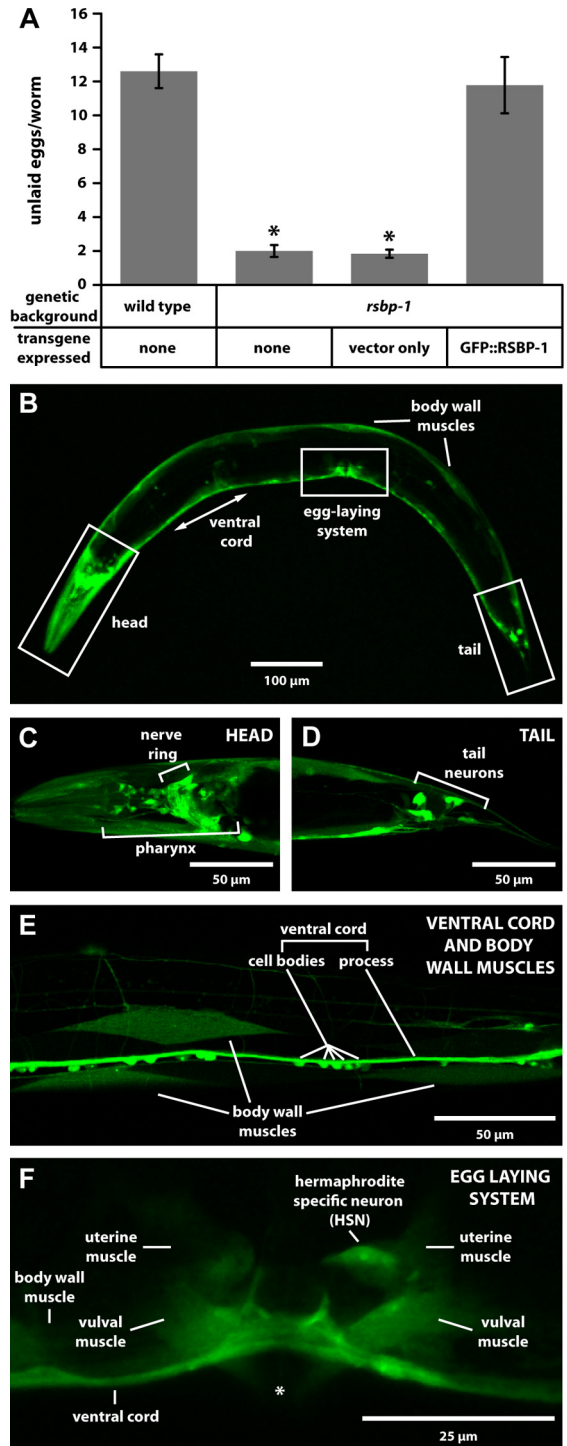 A
16
14
12
10
8
6
4
2
0
unlaid eggs/worm
*
*
genetic
background
wild type
rsbp-1
transgene
expressed
none
none
vector only
GFP::RSBP-1
B
body wall
muscles
ventral
cord
egg-laying
system
head
tail
100 µm
C
HEAD
nerve
ring
pharynx
50 µm
D
TAIL
tail
neurons
50 µm
E
VENTRAL CORD
AND BODY
WALL MUSCLES
ventral cord
cell bodies
process
body wall
muscles
50 µm
F
EGG LAYING
SYSTEM
hermaphrodite
specific neuron
(HSN)
uterine
muscle
uterine
muscle
body wall
muscle
vulval
muscle
vulval
muscle
*
ventral cord
25 µm